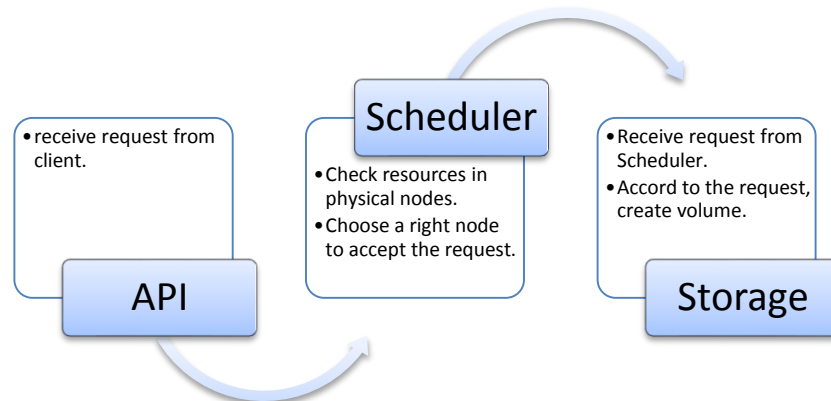 •receive request from
client.
API
Scheduler
•Check resources in
physical nodes.
•Choose a right node
to accept the request.
•Receive request from
Scheduler.
•Accord to the request,
create volume.
Storage